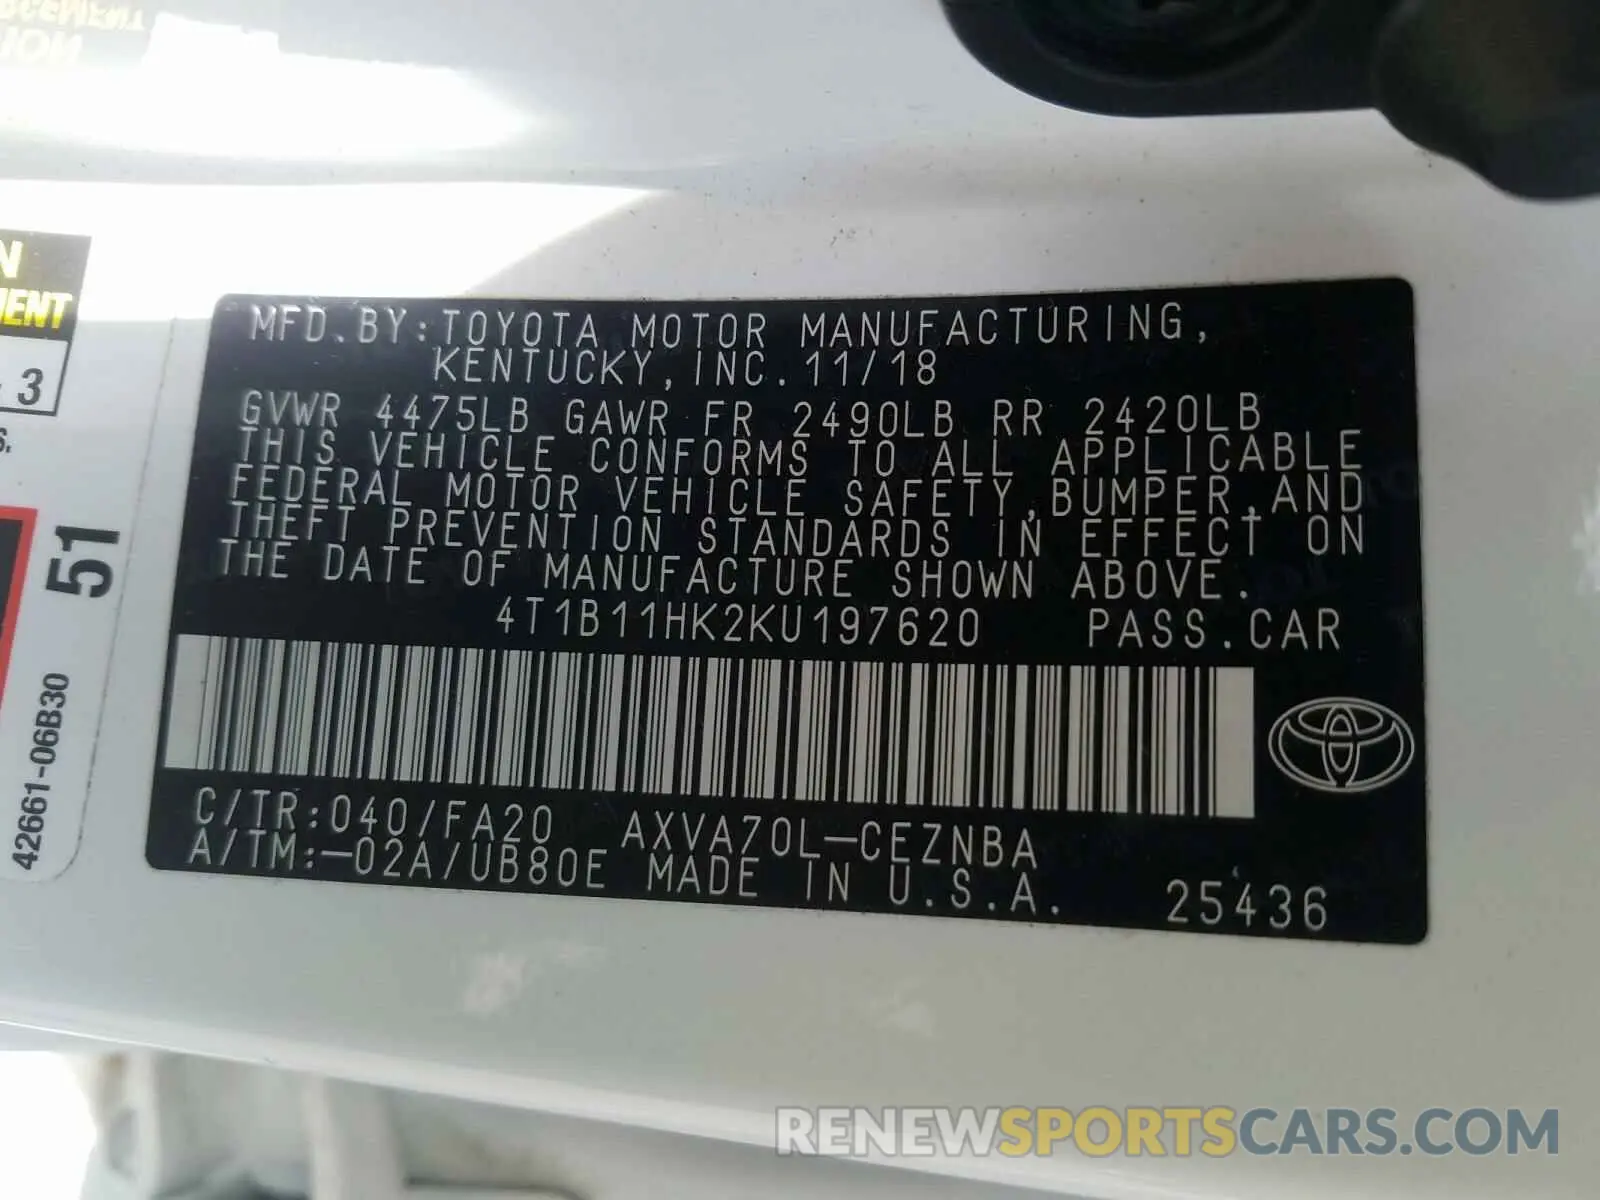 N
MENT
3
S.
51
42661-06B30
MFD.BY:TOYOTA MOTOR MANUFACTURING,
KENTUCKY, INC. 11/18
GVWR 4475LB GAWR FR 2490LB RR 2420LB
THIS VEHICLE CONFORMS TO ALL APPLICABLE
FEDERAL MOTOR VEHICLE SAFETY, BUMPER, AND
THEFT PREVENTION STANDARDS IN EFFECT ON
THE DATE OF MANUFACTURE SHOWN ABOVE.
4T1B11HK2KU197620 PASS.CAR
C/TR:040/FA20 AXVA70L-CEZNBA
A/TM:-02A/UB80E MADE IN U.S.A.
25436
RENEWSPORTSCARS.COM